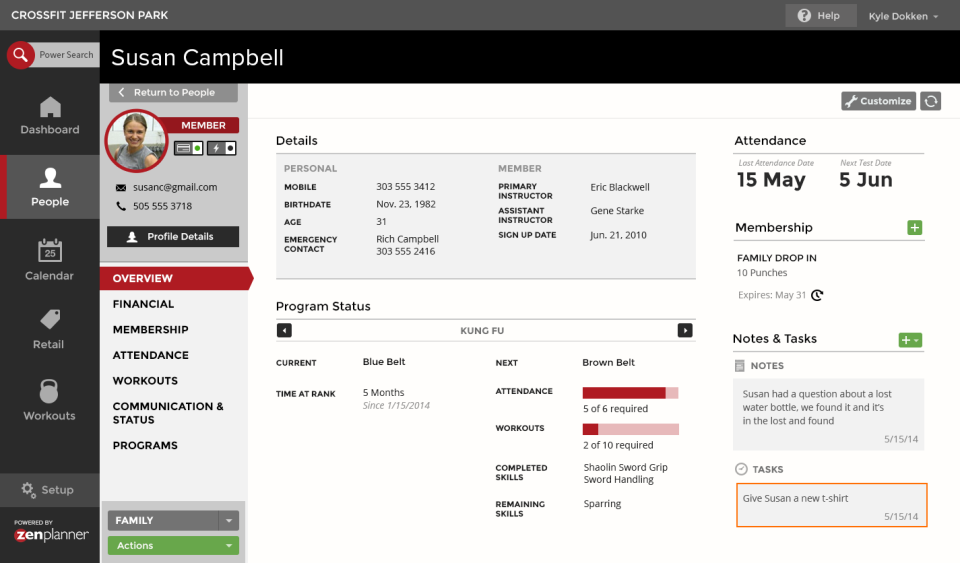 CROSSFIT JEFFERSON PARK
Help
Kyle Dokken
Power Search
Susan Campbell
Dashboard
People
25
Calendar
Retail
Workouts
Setup
POWERED BY
zenplanner
Return to People
MEMBER
susanc@gmail.com
505 555 3718
Profile Details
OVERVIEW
FINANCIAL
MEMBERSHIP
ATTENDANCE
WORKOUTS
COMMUNICATION &
STATUS
PROGRAMS
FAMILY
Actions
Customize
Details
PERSONAL
MOBILE 303 555 3412
BIRTHDATE Nov. 23, 1982
AGE 31
EMERGENCY Rich Campbell
CONTACT 303 555 2416
MEMBER
PRIMARY Eric Blackwell
INSTRUCTOR
ASSISTANT Gene Starke
INSTRUCTOR
SIGN UP DATE Jun. 21, 2010
Program Status
KUNG FU
CURRENT Blue Belt
TIME AT RANK 5 Months
Since 1/15/2014
NEXT Brown Belt
ATTENDANCE
5 of 6 required
WORKOUTS
2 of 10 required
COMPLETED Shaolin Sword Grip
SKILLS Sword Handling
REMAINING Sparring
SKILLS
Attendance
Last Attendance Date Next Test Date
15 May 5 Jun
Membership
FAMILY DROP IN
10 Punches
Expires: May 31
Notes & Tasks
NOTES
Susan had a question about a lost
water bottle, we found it and it's
in the lost and found
5/15/14
TASKS
Give Susan a new t-shirt
5/15/14